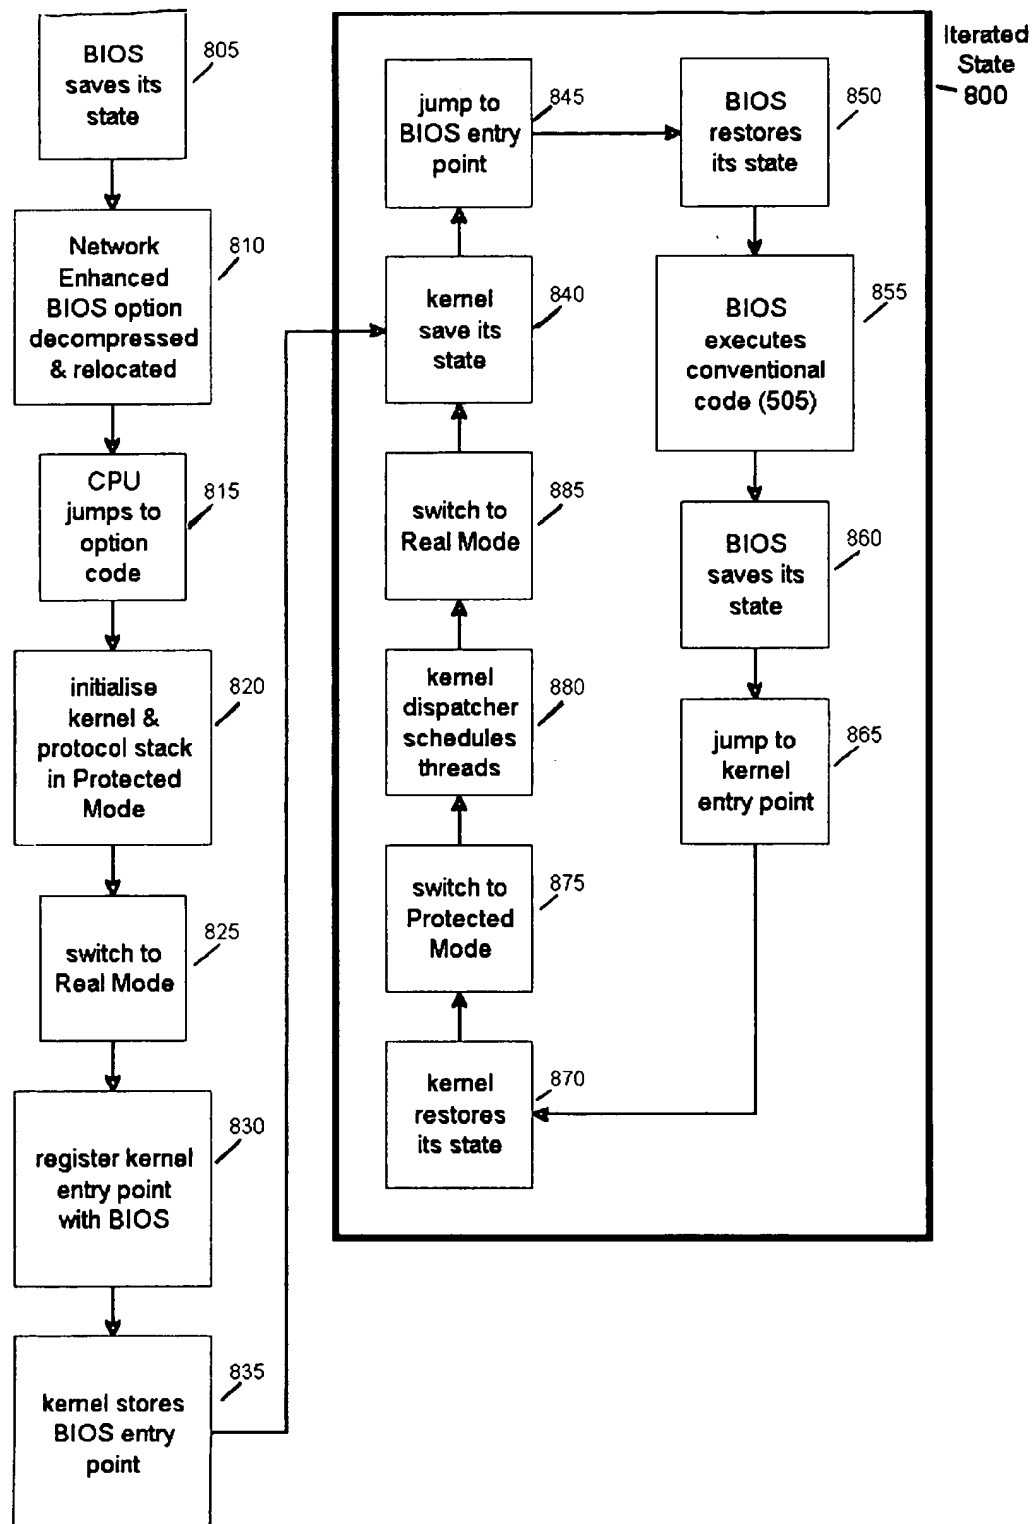 BIOS
saves its
state
805
Network
Enhanced
BIOS option
decompressed
& relocated
810
CPU
jumps to
option
code
815
initialise
kernel &
protocol stack
in Protected
Mode
820
switch to
Real Mode
825
register kernel
entry point
with BIOS
830
kernel stores
BIOS entry
point
835
Iterated
State
800
kernel
save its
state
840
jump to
BIOS entry
point
845
BIOS
restores
its state
850
BIOS
executes
conventional
code (505)
855
BIOS
saves its
state
860
jump to
kernel
entry point
865
kernel
restores
its state
870
switch to
Protected
Mode
875
kernel
dispatcher
schedules
threads
880
switch to
Real Mode
885